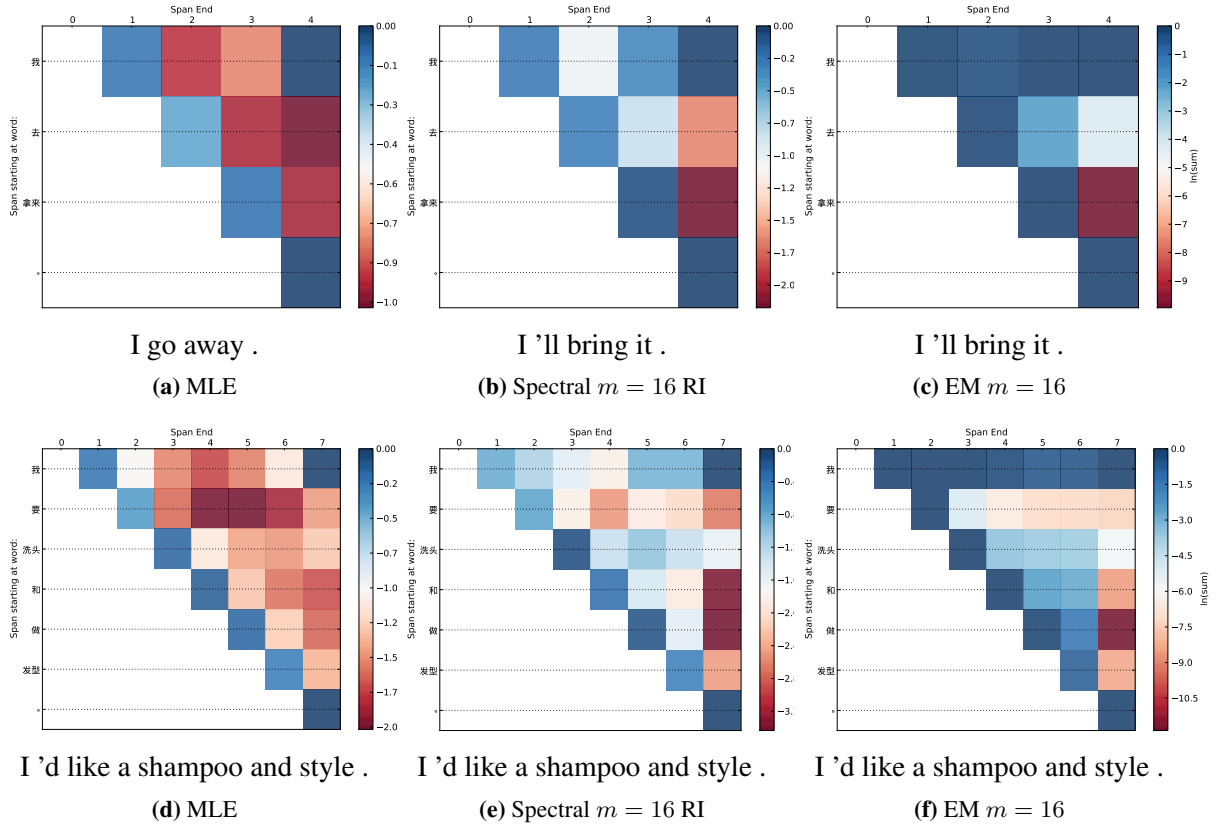 Span End
0 1 2 3 4
Span starting at word:
我
去
拿来
。
0.00
−0.1
−0.3
−0.4
−0.6
−0.7
−0.9
−1.0
I go away .
(a) MLE
Span End
0 1 2 3 4
Span starting at word:
我
去
拿来
。
0.00
−0.2
−0.5
−0.7
−1.0
−1.2
−1.5
−1.7
−2.0
I ’ll bring it .
(b) Spectral m = 16 RI
Span End
0 1 2 3 4
Span starting at word:
我
去
拿来
。
0
−1
−2
−3
−4
−5
−6
−7
−8
−9
ln(sum)
I ’ll bring it .
(c) EM m = 16
Span End
0 1 2 3 4 5 6 7
Span starting at word:
我
要
洗头
和
做
发型
。
0.00
−0.2
−0.5
−0.7
−1.0
−1.2
−1.5
−1.7
−2.0
I ’d like a shampoo and style .
(d) MLE
Span End
0 1 2 3 4 5 6 7
Span starting at word:
我
要
洗头
和
做
发型
。
0.0
−0.4
−0.8
−1.
−1.
−2.0
−2.4
−2.
−3.
I ’d like a shampoo and style .
(e) Spectral m = 16 RI
Span End
0 1 2 3 4 5 6 7
Span starting at word:
我
要
洗头
和
做
发型
。
0.0
−1.5
−3.0
−4.5
−6.0
−7.5
−9.0
−10.5
ln(sum)
I ’d like a shampoo and style .
(f) EM m = 16